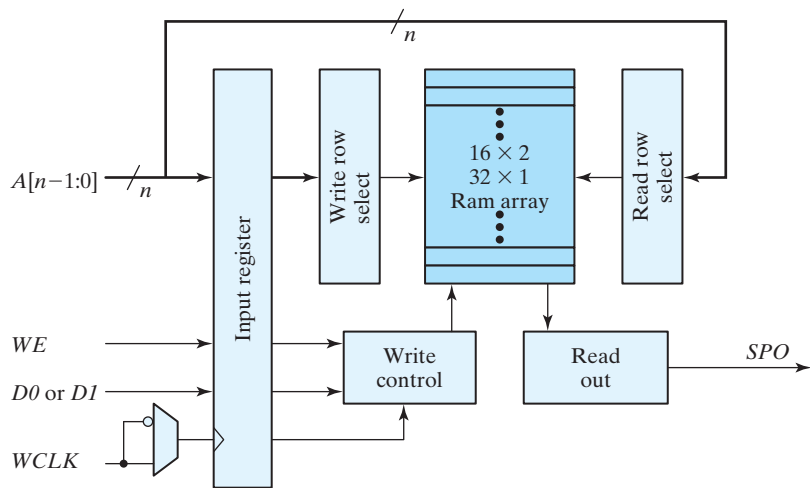 n
A[n−1:0]
n
Input register
Write row
select
16 × 2
32 × 1
Ram array
Read row
select
WE
D0 or D1
WCLK
Write
control
Read
out
SPO